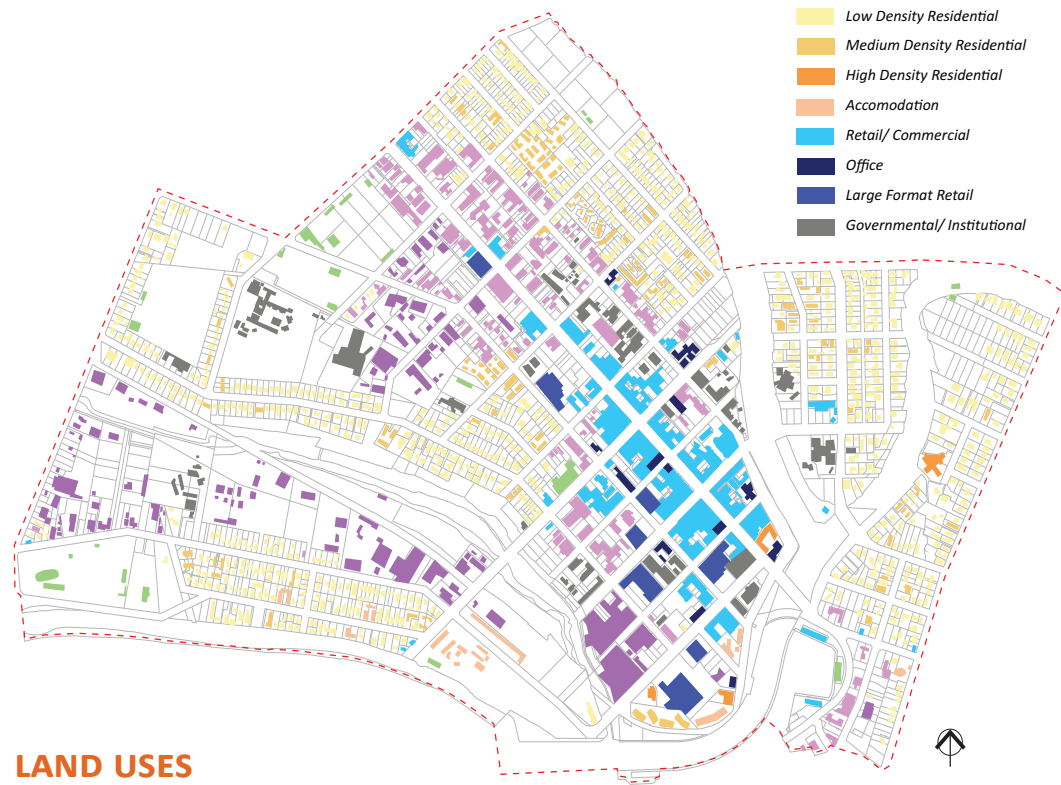 Low Density Residential
Medium Density Residential
High Density Residential
Accomodation
Retail/ Commercial
Office
Large Format Retail
Governmental/ Institutional
LAND USES